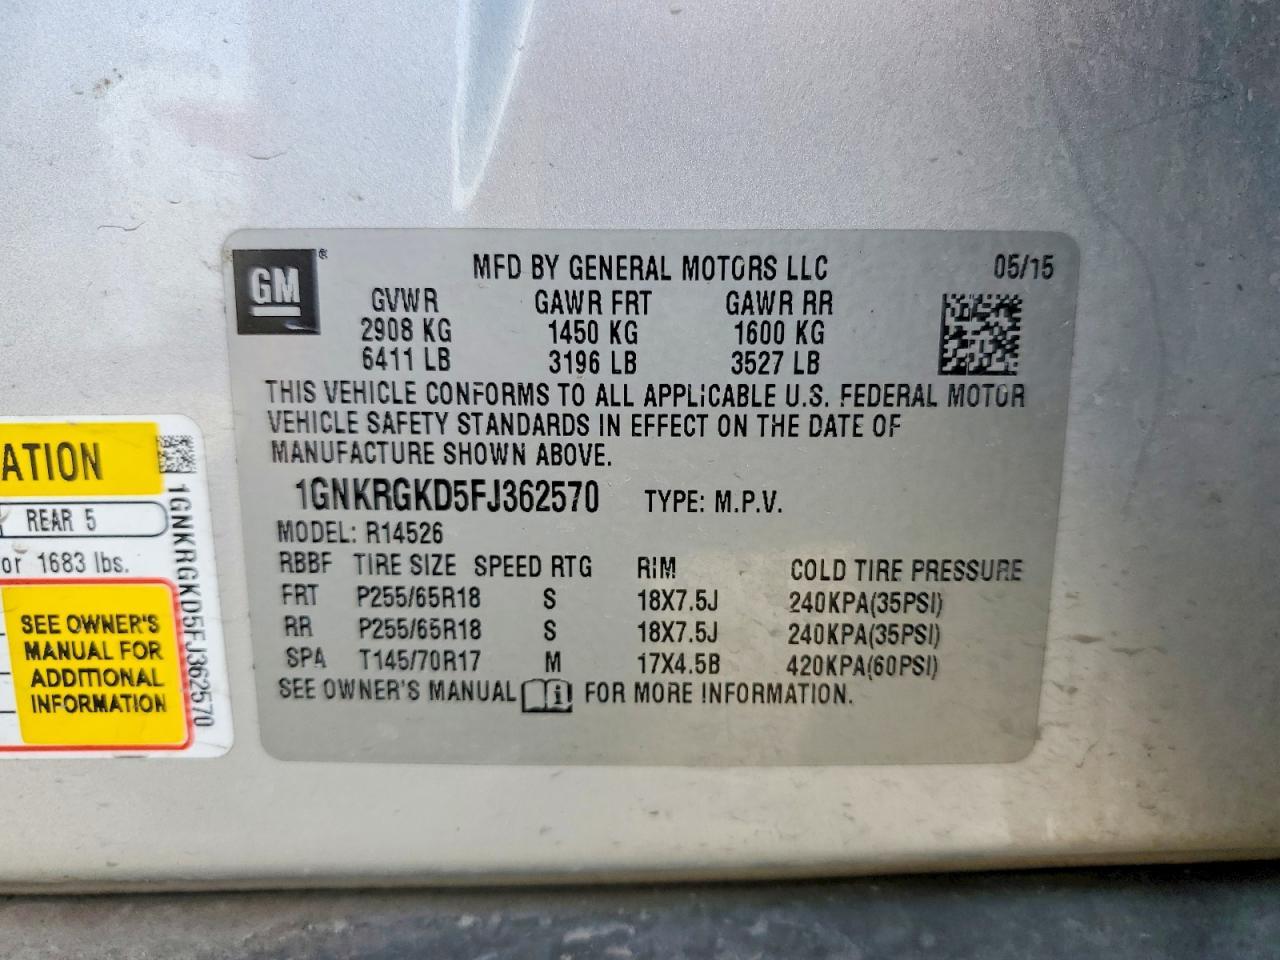 GM®
MFD BY GENERAL MOTORS LLC 05/15
GVWR GAWR FRT GAWR RR
2908 KG 1450 KG 1600 KG
6411 LB 3196 LB 3527 LB
THIS VEHICLE CONFORMS TO ALL APPLICABLE U.S. FEDERAL MOTOR
VEHICLE SAFETY STANDARDS IN EFFECT ON THE DATE OF
MANUFACTURE SHOWN ABOVE.
1GNKRGKD5FJ362570 TYPE: M.P.V.
MODEL: R14526
RBBF TIRE SIZE SPEED RTG RIM COLD TIRE PRESSURE
FRT P255/65R18 S 18X7.5J 240KPA(35PSI)
RR P255/65R18 S 18X7.5J 240KPA(35PSI)
SPA T145/70R17 M 17X4.5B 420KPA(60PSI)
SEE OWNER'S MANUAL FOR MORE INFORMATION.
ATION
REAR 5
or 1683 lbs.
SEE OWNER'S
MANUAL FOR
ADDITIONAL
INFORMATION
1GNKRGKD5FJ362570